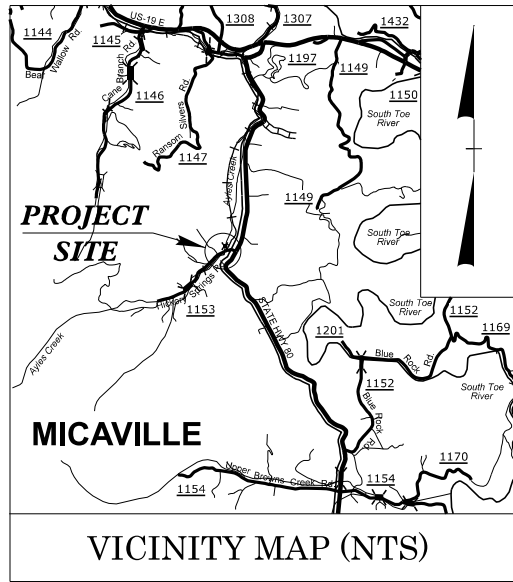 1144
US-19 E
1308
1307
1432
1145
Bear Wallow Rd.
Cane Branch Rd.
1197
1149
1146
1150
Ransom Silvers Rd.
South Toe
River
1147
Ayles Creek
1149
PROJECT
SITE
South Toe
River
Hickory Springs Rd.
1153
STATE HWY 80
South Toe
River
1152
1201
1169
Blue Rock Rd.
Ayles Creek
1152
South Toe
River
Blue Rock Rd.
MICAVILLE
Upper Browns Creek Rd.
1170
1154
1154
VICINITY MAP (NTS)